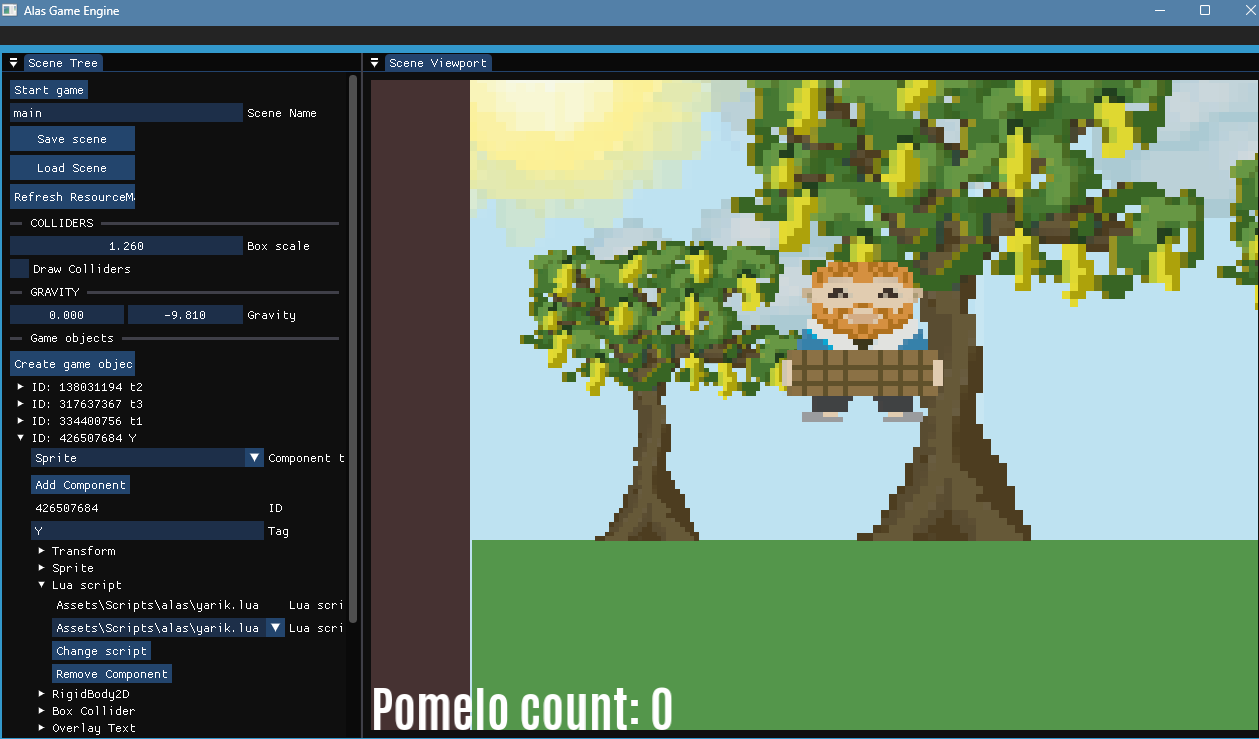 Alas Game Engine
Scene Tree
Scene Viewport
Start game
main Scene Name
Save scene
Load Scene
Refresh ResourceM
COLLIDERS
1.260 Box scale
Draw Colliders
GRAVITY
0.000 -9.810 Gravity
Game objects
Create game objec
ID: 138031194 t2
ID: 317637367 t3
ID: 334400756 t1
ID: 426507684 Y
Sprite Component t
Add Component
426507684 ID
Y Tag
Transform
Sprite
Lua script
Assets\Scripts\alas\yarik.lua Lua scri
Assets\Scripts\alas\yarik.lua Lua scri
Change script
Remove Component
RigidBody2D
Box Collider
Overlay Text
Pomelo count: 0